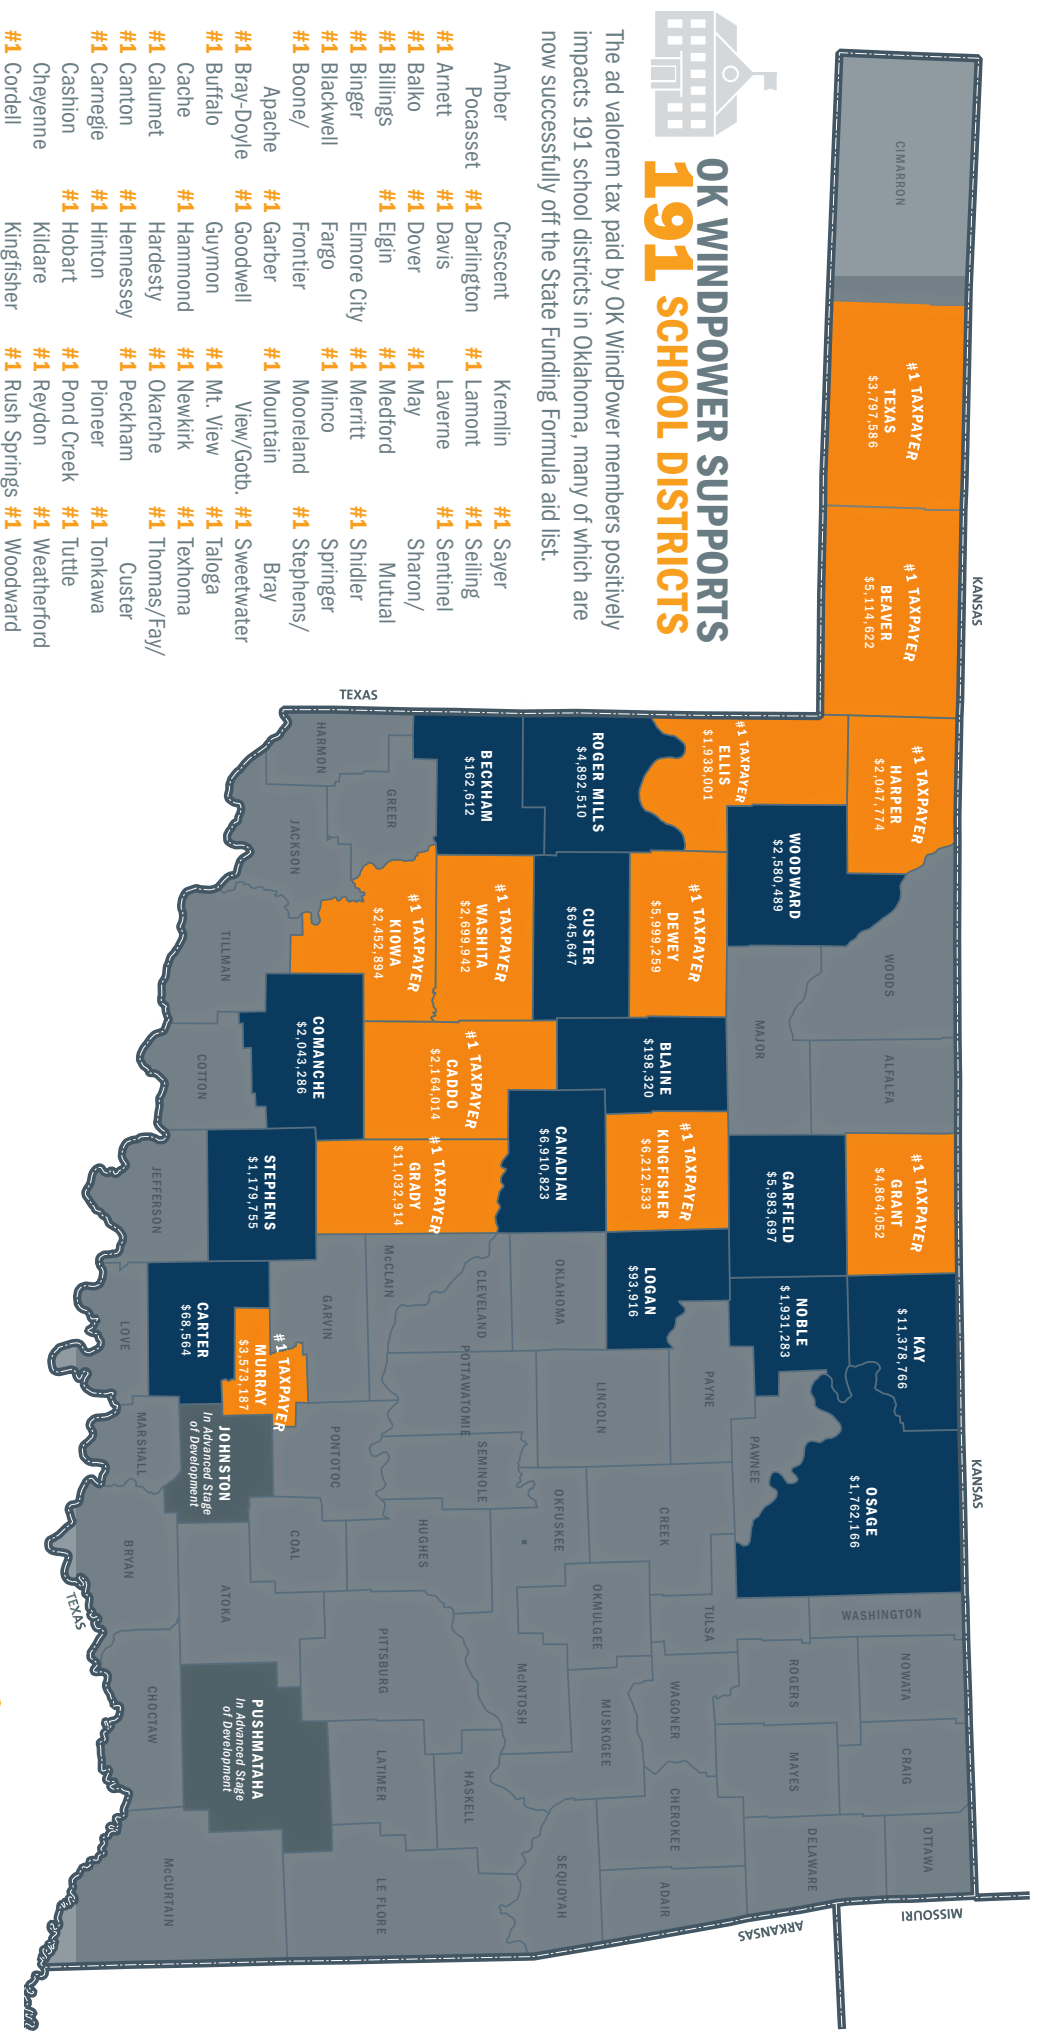 OK WINDPOWER SUPPORTS
191 SCHOOL DISTRICTS
The ad valorem tax paid by OK WindPower members positively
impacts 191 school districts in Oklahoma, many of which are
now successfully off the State Funding Formula aid list.
Amber
Pocasset
#1 Arnett
#1 Balko
#1 Billings
#1 Binger
#1 Blackwell
#1 Boone/
Apache
#1 Bray-Doyle
#1 Buffalo
Cache
#1 Calumet
#1 Canton
#1 Carnegie
Cashion
Cheyenne
#1 Cordell
Crescent
#1 Darlington
#1 Davis
#1 Dover
#1 Elgin
Elmore City
Fargo
Frontier
#1 Garber
#1 Goodwell
Guymon
#1 Hammond
Hardesty
#1 Hennessey
#1 Hinton
#1 Hobart
Kildare
Kingfisher
Kremlin
#1 Lamont
Laverne
#1 May
#1 Medford
#1 Merritt
#1 Minco
Mooreland
#1 Mountain
View/Gotb.
#1 Mt. View
#1 Newkirk
#1 Okarche
#1 Peckham
Pioneer
#1 Pond Creek
#1 Reydon
#1 Rush Springs
#1 Sayer
#1 Seiling
#1 Sentinel
Sharon/
Mutual
#1 Shidler
Springer
#1 Stephens/
Bray
#1 Sweetwater
#1 Taloga
#1 Texhoma
#1 Thomas/Fay/
Custer
#1 Tonkawa
#1 Tuttle
#1 Weatherford
#1 Woodward
KANSAS
KANSAS
MISSOURI
ARKANSAS
TEXAS
TEXAS
CIMARRON
#1 TAXPAYER
TEXAS
$3,797,586
#1 TAXPAYER
BEAVER
$5,114,622
#1 TAXPAYER
HARPER
$2,047,774
WOODS
ALFALFA
#1 TAXPAYER
GRANT
$4,864,052
KAY
$11,378,766
OSAGE
$1,762,166
WASHINGTON
NOWATA
CRAIG
OTTAWA
#1 TAXPAYER
ELLIS
$1,938,001
WOODWARD
$2,580,489
MAJOR
GARFIELD
$5,983,697
NOBLE
$1,931,283
PAWNEE
PAYNE
TULSA
ROGERS
MAYES
DELAWARE
ROGER MILLS
$4,892,510
#1 TAXPAYER
DEWEY
$5,999,259
BLAINE
$198,320
#1 TAXPAYER
KINGFISHER
$6,212,533
LOGAN
$93,916
CREEK
WAGONER
CHEROKEE
ADAIR
CUSTER
$645,647
CANADIAN
$6,910,823
OKLAHOMA
LINCOLN
OKFUSKEE
OKMULGEE
MUSKOGEE
SEQUOYAH
BECKHAM
$162,612
#1 TAXPAYER
WASHITA
$2,699,942
#1 TAXPAYER
CADDO
$2,164,014
#1 TAXPAYER
GRADY
$11,032,914
CLEVELAND
McCLAIN
POTTAWATOMIE
SEMINOLE
HUGHES
McINTOSH
HASKELL
GREER
#1 TAXPAYER
KIOWA
$2,452,894
HARMON
JACKSON
COMANCHE
$2,043,286
STEPHENS
$1,179,755
GARVIN
PONTOTOC
COAL
PITTSBURG
LATIMER
LE FLORE
TILLMAN
COTTON
JEFFERSON
CARTER
$68,564
#1 TAXPAYER
MURRAY
$3,573,187
JOHNSTON
In Advanced Stage
of Development
ATOKA
PUSHMATAHA
In Advanced Stage
of Development
LOVE
MARSHALL
BRYAN
CHOCTAW
McCURTAIN